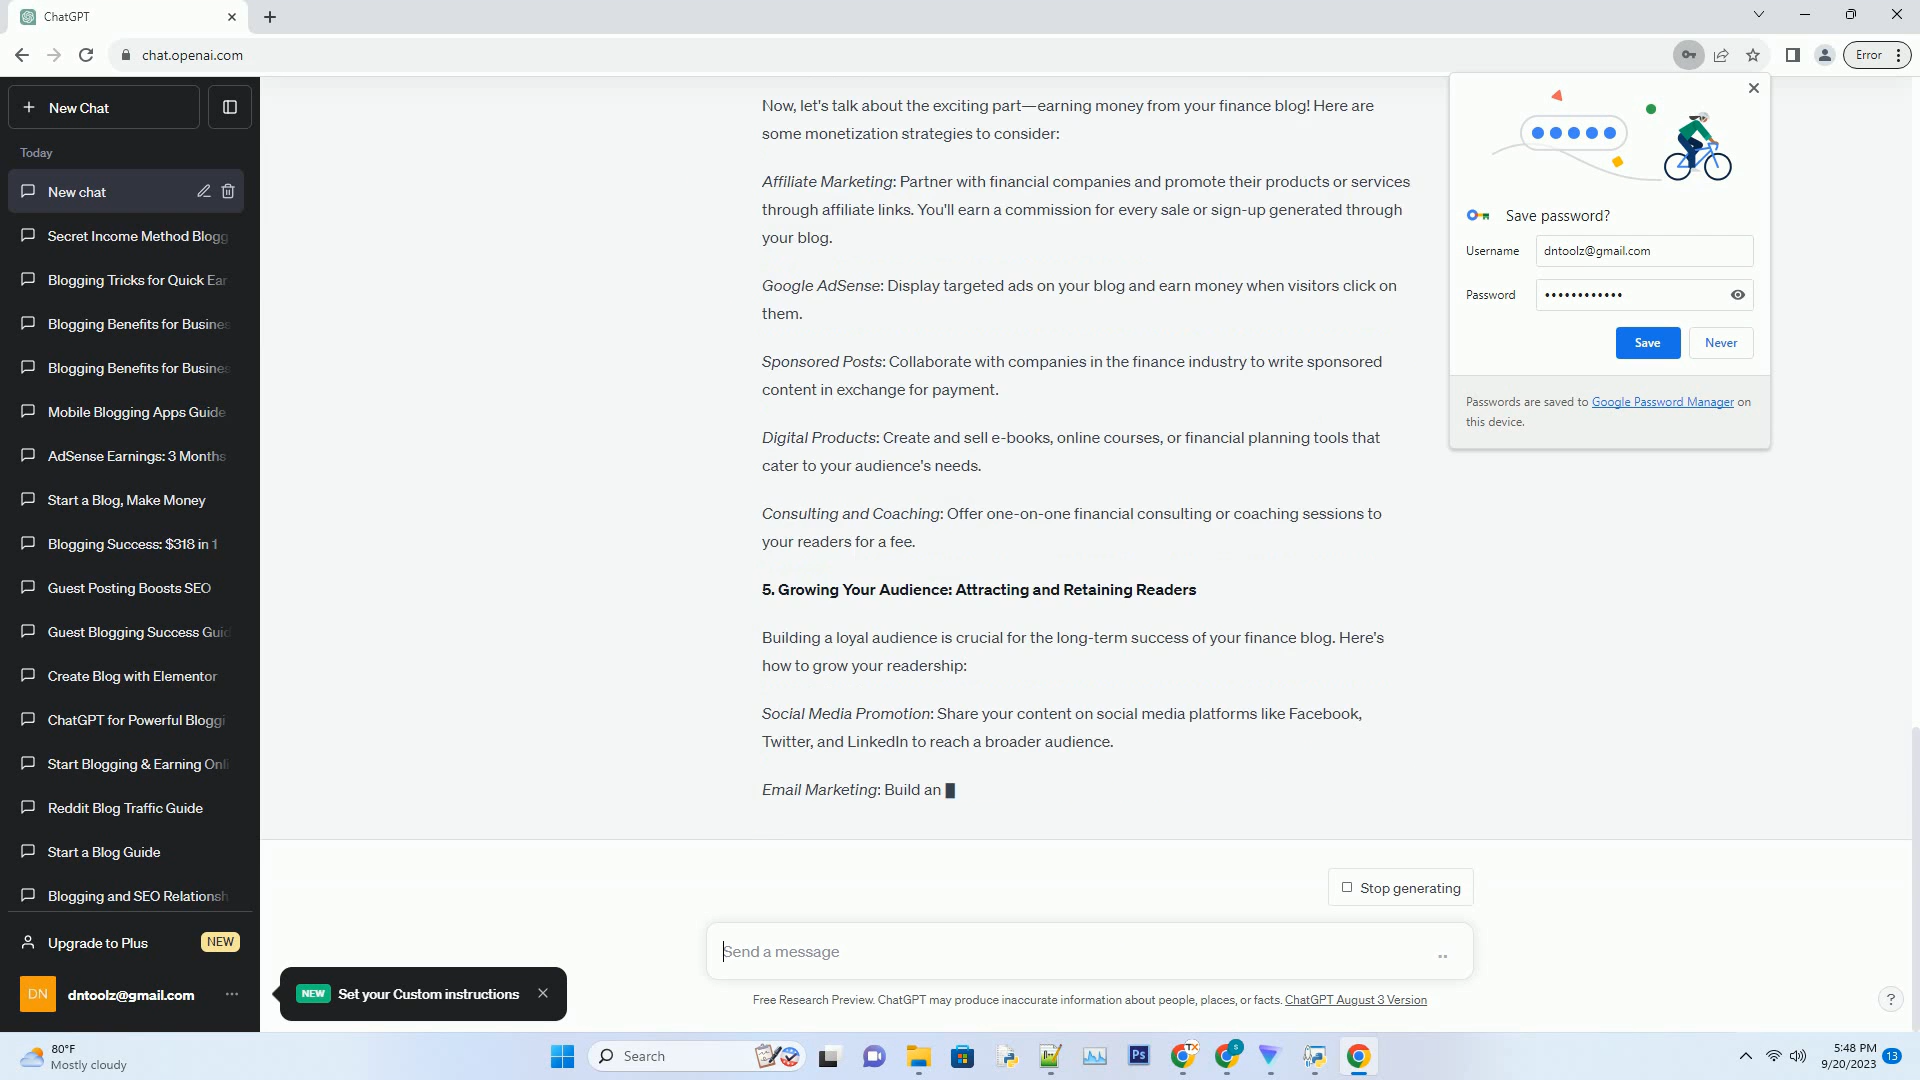 ChatGPT
chat.openai.com
Error
New Chat
Today
New chat
Secret Income Method Blogg
Blogging Tricks for Quick Ear
Blogging Benefits for Busines
Blogging Benefits for Busines
Mobile Blogging Apps Guide
AdSense Earnings: 3 Months
Start a Blog, Make Money
Blogging Success: $318 in 1
Guest Posting Boosts SEO
Guest Blogging Success Guid
Create Blog with Elementor
ChatGPT for Powerful Bloggi
Start Blogging & Earning Onli
Reddit Blog Traffic Guide
Start a Blog Guide
Blogging and SEO Relationsh
Upgrade to Plus NEW
DN dntoolz@gmail.com
Now, let's talk about the exciting part—earning money from your finance blog! Here are
some monetization strategies to consider:
Affiliate Marketing: Partner with financial companies and promote their products or services
through affiliate links. You'll earn a commission for every sale or sign-up generated through
your blog.
Google AdSense: Display targeted ads on your blog and earn money when visitors click on
them.
Sponsored Posts: Collaborate with companies in the finance industry to write sponsored
content in exchange for payment.
Digital Products: Create and sell e-books, online courses, or financial planning tools that
cater to your audience's needs.
Consulting and Coaching: Offer one-on-one financial consulting or coaching sessions to
your readers for a fee.
5. Growing Your Audience: Attracting and Retaining Readers
Building a loyal audience is crucial for the long-term success of your finance blog. Here's
how to grow your readership:
Social Media Promotion: Share your content on social media platforms like Facebook,
Twitter, and LinkedIn to reach a broader audience.
Email Marketing: Build an
Save password?
Username dntoolz@gmail.com
Password ••••••••••••
Save Never
Passwords are saved to Google Password Manager on
this device.
Stop generating
Send a message
NEW Set your Custom instructions
Free Research Preview. ChatGPT may produce inaccurate information about people, places, or facts. ChatGPT August 3 Version
?
80°F
Mostly cloudy
Search
Ps
TX
S
5:48 PM
9/20/2023
13